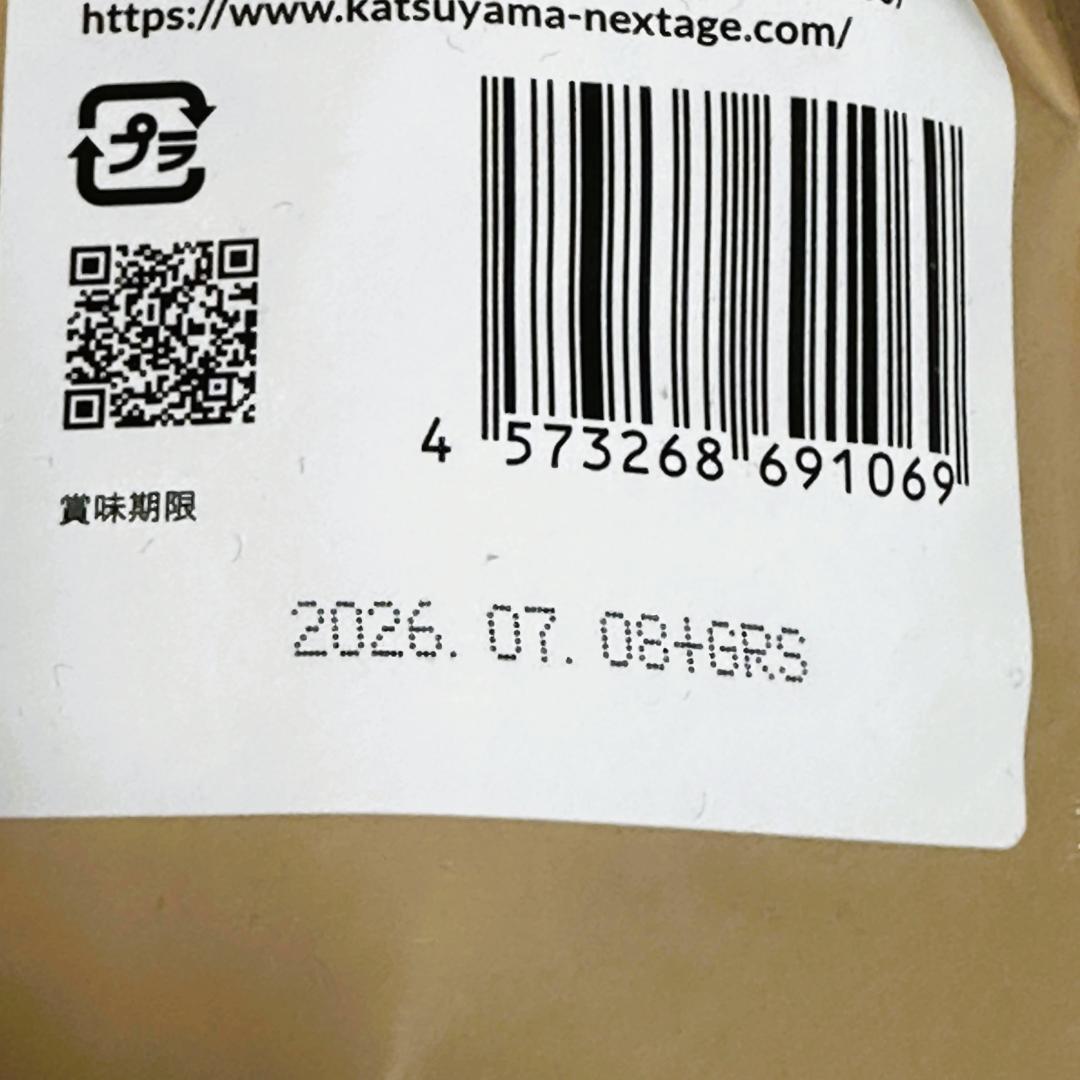 https://www.katsuyama-nextage.com/
プラ
4 573268 691069
賞味期限
2026. 07. 08+GRS